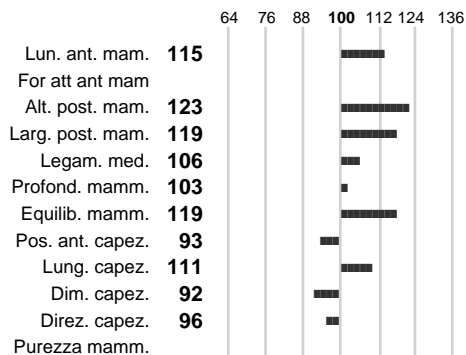 64 76 88 100 112 124 136
Lun. ant. mam. 115
For att ant mam
Alt. post. mam. 123
Larg. post. mam. 119
Legam. med. 106
Profond. mamm. 103
Equilib. mamm. 119
Pos. ant. capez. 93
Lung. capez. 111
Dim. capez. 92
Direz. capez. 96
Purezza mamm.